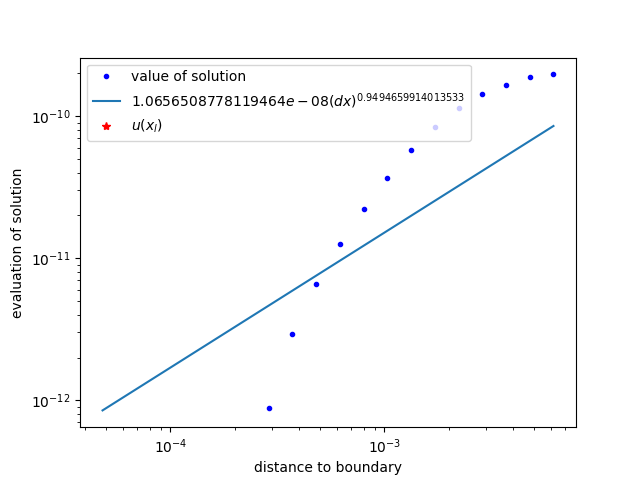 value of solution
1.0656508778119464e − 08(dx)^0.9494659914013533
u(x_l)
10^−10
10^−11
10^−12
evaluation of solution
10^−4
10^−3
distance to boundary